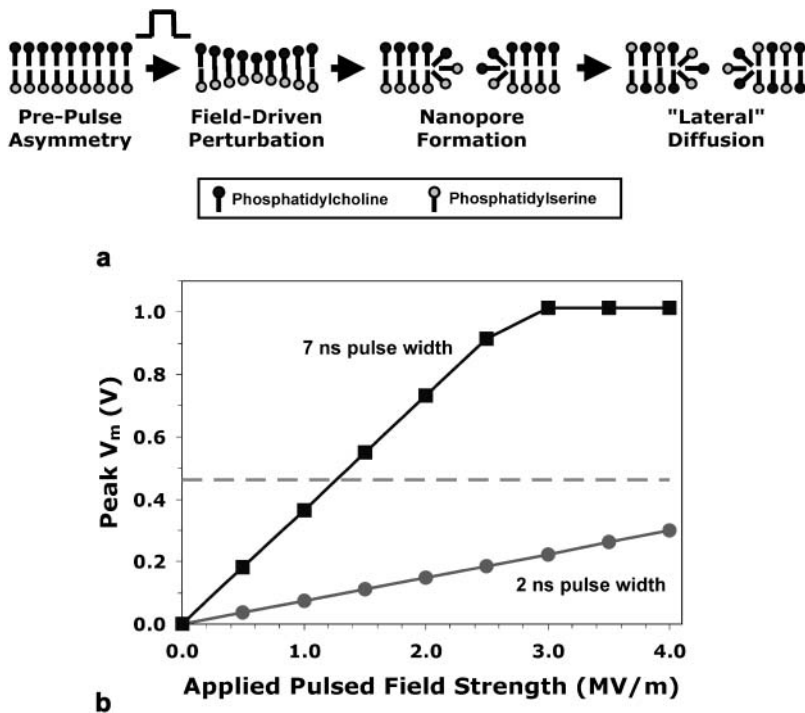 Pre-Pulse Asymmetry
Field-Driven Perturbation
Nanopore Formation
"Lateral" Diffusion
Phosphatidylcholine
Phosphatidylserine
a
1.0
0.8
0.6
0.4
0.2
0.0
Peak Vm (V)
7 ns pulse width
2 ns pulse width
0.0 1.0 2.0 3.0 4.0
Applied Pulsed Field Strength (MV/m)
b